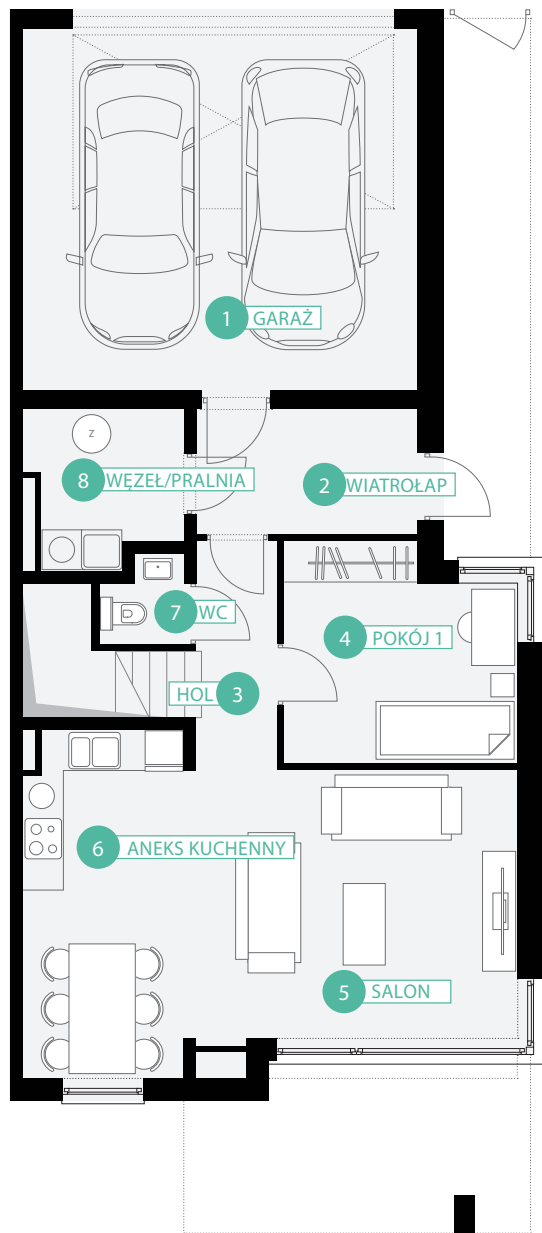 1 GARAŻ
Z
8 WĘZEŁ/PRALNIA
2 WIATROŁAP
7 WC
4 POKÓJ 1
HOL 3
6 ANEKS KUCHENNY
5 SALON